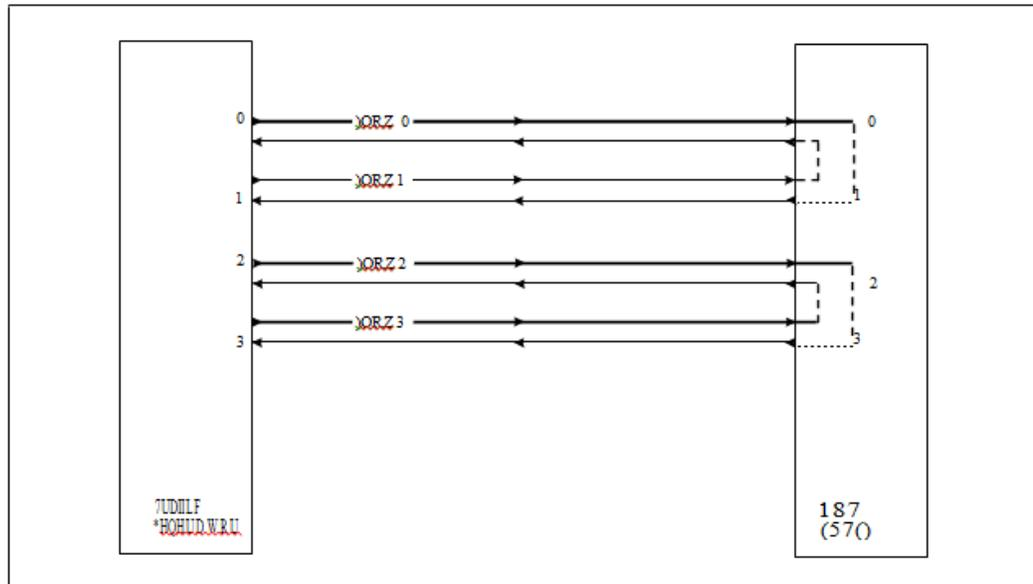 0 )ORZ 0 0
)ORZ 1
1 1
2 )ORZ 2
2
)ORZ 3
3 3
7UDIILF
*HQHUDWRU
187
(57()